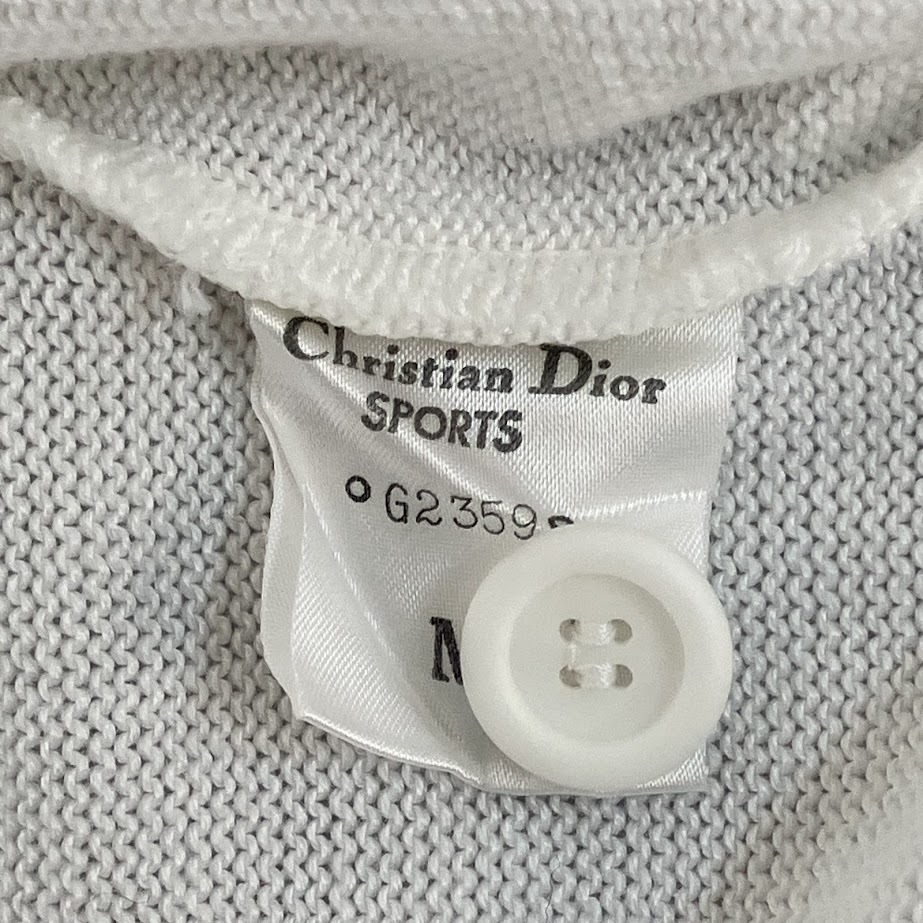 Christian Dior
SPORTS
G2359
M